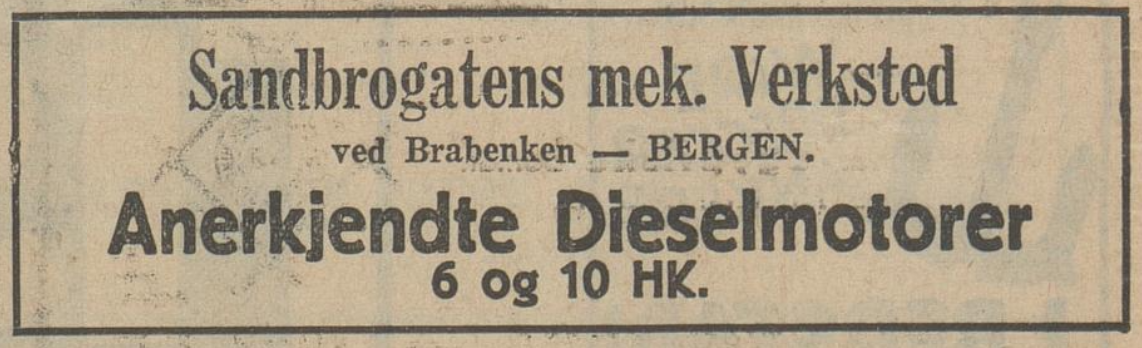 Sandbrogatens mek. Verksted
ved Brabenken — BERGEN.
Anerkjendte Dieselmotorer
6 og 10 HK.